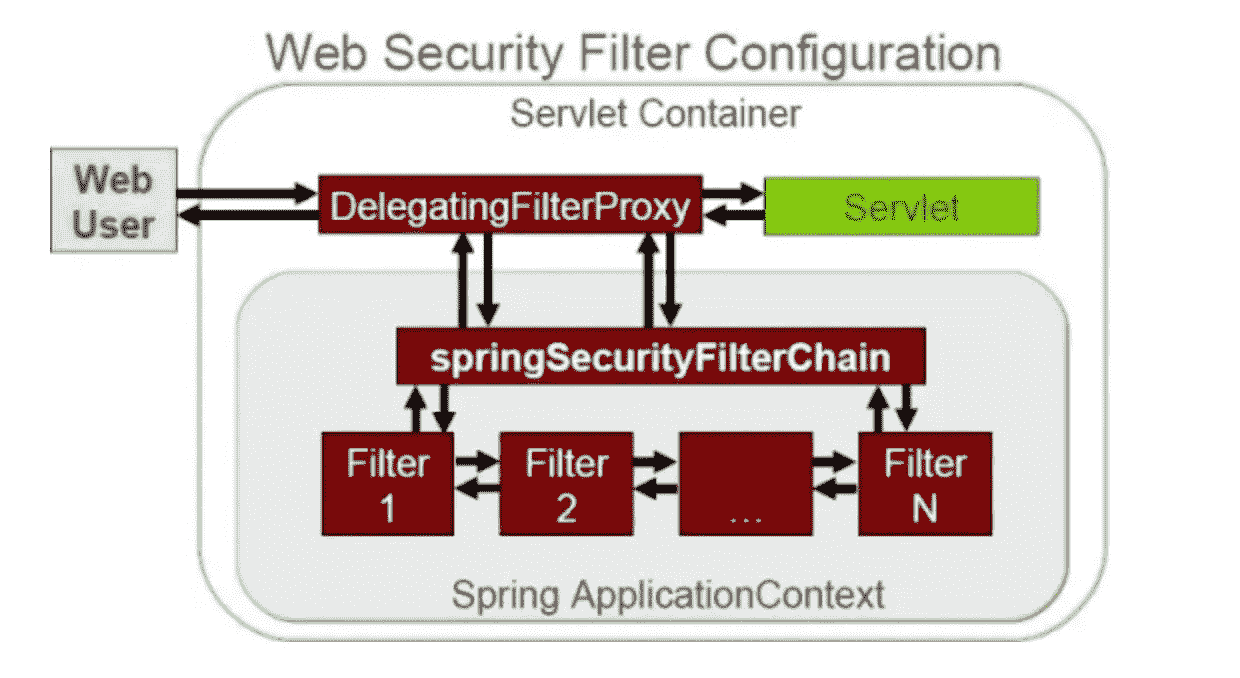 Web Security Filter Configuration
Servlet Container
Web
User
DelegatingFilterProxy
Servlet
springSecurityFilterChain
Filter
1
Filter
2
...
Filter
N
Spring ApplicationContext